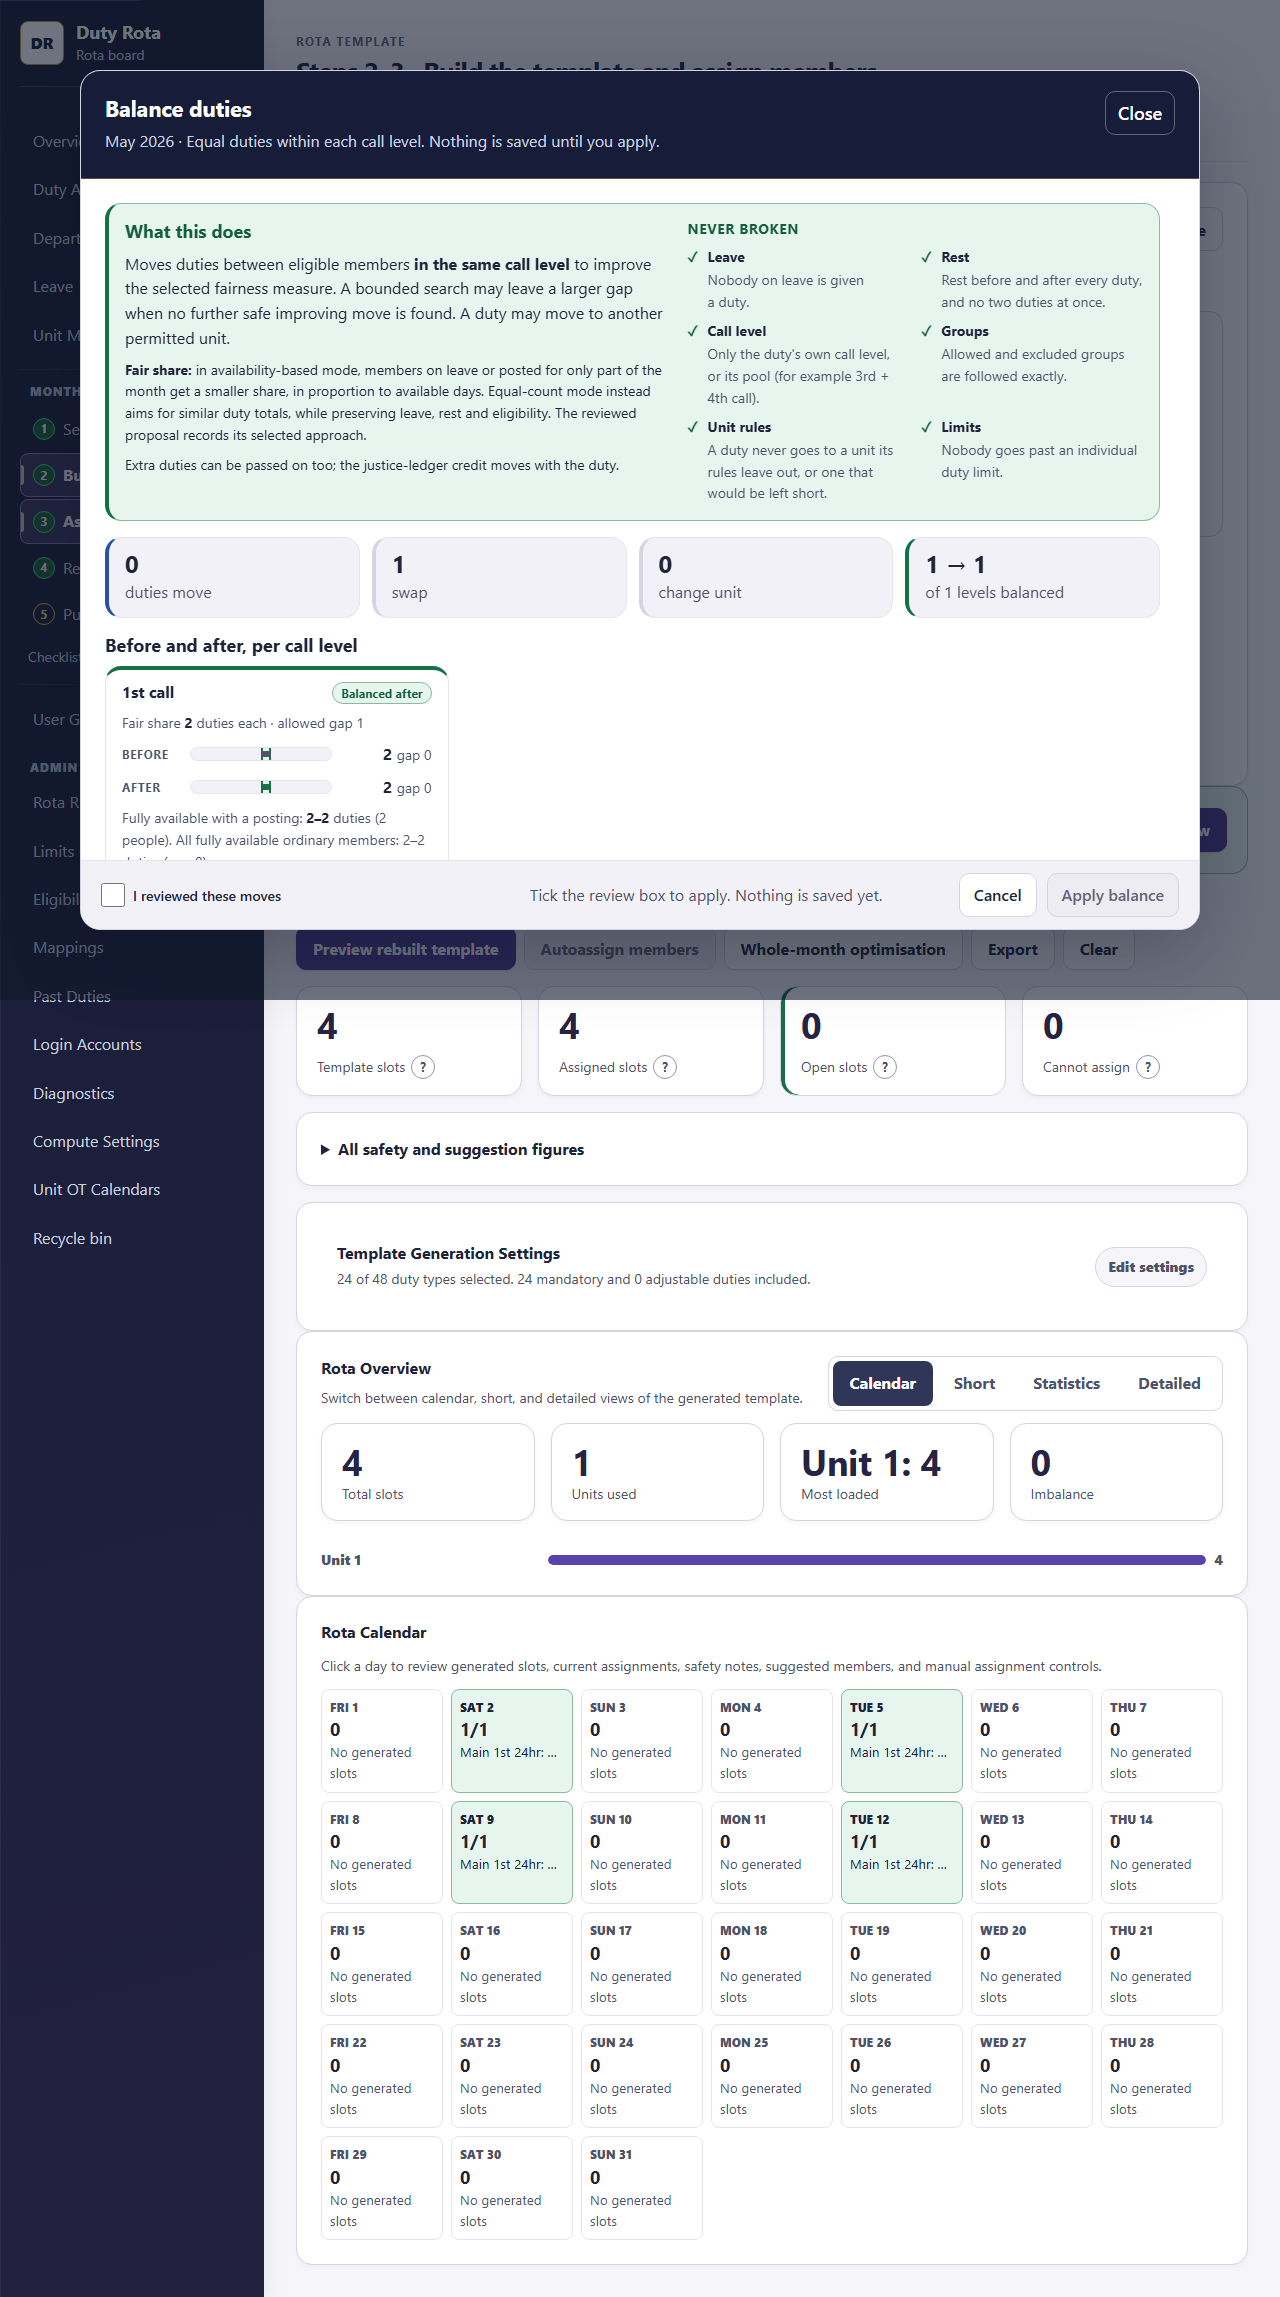 DR
Duty Rota
Rota board
ROTA TEMPLATE
Balance duties
May 2026 · Equal duties within each call level. Nothing is saved until you apply.
Close
What this does
Moves duties between eligible members in the same call level to improve
the selected fairness measure. A bounded search may leave a larger gap
when no further safe improving move is found. A duty may move to another
permitted unit.
Fair share: in availability-based mode, members on leave or posted for only part of the
month get a smaller share, in proportion to available days. Equal-count mode instead
aims for similar duty totals, while preserving leave, rest and eligibility. The reviewed
proposal records its selected approach.
Extra duties can be passed on too; the justice-ledger credit moves with the duty.
NEVER BROKEN
✓ Leave
Nobody on leave is given
a duty.
✓ Rest
Rest before and after every duty,
and no two duties at once.
✓ Call level
Only the duty's own call level,
or its pool (for example 3rd +
4th call).
✓ Groups
Allowed and excluded groups
are followed exactly.
✓ Unit rules
A duty never goes to a unit its
rules leave out, or one that
would be left short.
✓ Limits
Nobody goes past an individual
duty limit.
0
duties move
1
swap
0
change unit
1 → 1
of 1 levels balanced
Before and after, per call level
1st call
Balanced after
Fair share 2 duties each · allowed gap 1
BEFORE 2 gap 0
AFTER 2 gap 0
Fully available with a posting: 2–2 duties (2
people). All fully available ordinary members: 2–2
I reviewed these moves
Tick the review box to apply. Nothing is saved yet.
Cancel
Apply balance
Leave
MONTH
1
2
3
4
5
ADMIN
Limits
Mappings
Past Duties
Login Accounts
Diagnostics
Compute Settings
Unit OT Calendars
Recycle bin
Preview rebuilt template
Autoassign members
Whole-month optimisation
Export
Clear
4
Template slots ?
4
Assigned slots ?
0
Open slots ?
0
Cannot assign ?
▶ All safety and suggestion figures
Template Generation Settings
24 of 48 duty types selected. 24 mandatory and 0 adjustable duties included.
Edit settings
Rota Overview
Switch between calendar, short, and detailed views of the generated template.
Calendar
Short
Statistics
Detailed
4
Total slots
1
Units used
Unit 1: 4
Most loaded
0
Imbalance
Unit 1 4
Rota Calendar
Click a day to review generated slots, current assignments, safety notes, suggested members, and manual assignment controls.
FRI 1
0
No generated
slots
SAT 2
1/1
Main 1st 24hr: ...
SUN 3
0
No generated
slots
MON 4
0
No generated
slots
TUE 5
1/1
Main 1st 24hr: ...
WED 6
0
No generated
slots
THU 7
0
No generated
slots
FRI 8
0
No generated
slots
SAT 9
1/1
Main 1st 24hr: ...
SUN 10
0
No generated
slots
MON 11
0
No generated
slots
TUE 12
1/1
Main 1st 24hr: ...
WED 13
0
No generated
slots
THU 14
0
No generated
slots
FRI 15
0
No generated
slots
SAT 16
0
No generated
slots
SUN 17
0
No generated
slots
MON 18
0
No generated
slots
TUE 19
0
No generated
slots
WED 20
0
No generated
slots
THU 21
0
No generated
slots
FRI 22
0
No generated
slots
SAT 23
0
No generated
slots
SUN 24
0
No generated
slots
MON 25
0
No generated
slots
TUE 26
0
No generated
slots
WED 27
0
No generated
slots
THU 28
0
No generated
slots
FRI 29
0
No generated
slots
SAT 30
0
No generated
slots
SUN 31
0
No generated
slots